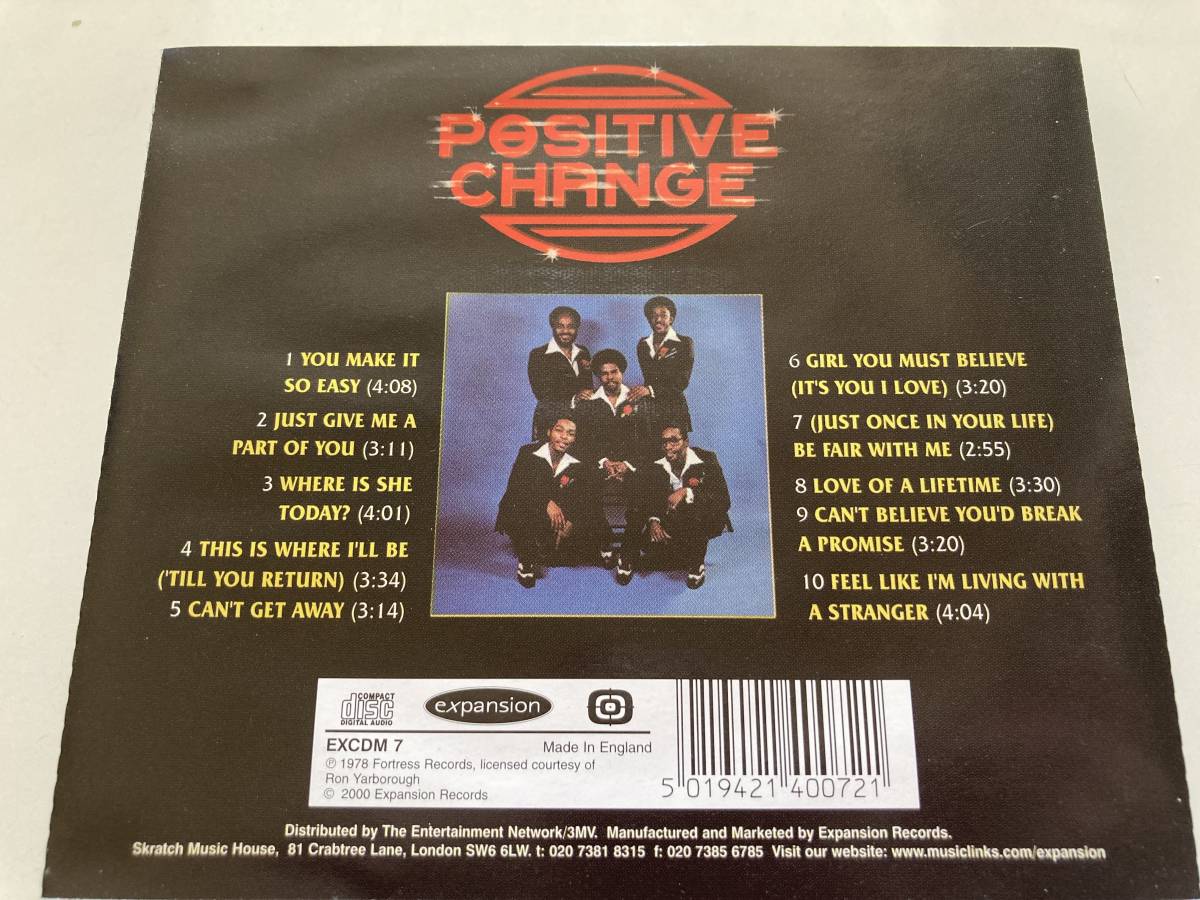 POSITIVE
CHANGE
1 YOU MAKE IT
SO EASY (4:08)
2 JUST GIVE ME A
PART OF YOU (3:11)
3 WHERE IS SHE
TODAY? (4:01)
4 THIS IS WHERE I'LL BE
('TILL YOU RETURN) (3:34)
5 CAN'T GET AWAY (3:14)
6 GIRL YOU MUST BELIEVE
(IT'S YOU I LOVE) (3:20)
7 (JUST ONCE IN YOUR LIFE)
BE FAIR WITH ME (2:55)
8 LOVE OF A LIFETIME (3:30)
9 CAN'T BELIEVE YOU'D BREAK
A PROMISE (3:20)
10 FEEL LIKE I'M LIVING WITH
A STRANGER (4:04)
COMPACT
disc
DIGITAL AUDIO
expansion
EXCDM 7
Made In England
℗ 1978 Fortress Records, licensed courtesy of
Ron Yarborough
© 2000 Expansion Records
5 019421 400721
Distributed by The Entertainment Network/3MV. Manufactured and Marketed by Expansion Records.
Skratch Music House, 81 Crabtree Lane, London SW6 6LW. t: 020 7381 8315 f: 020 7385 6785 Visit our website: www.musiclinks.com/expansion